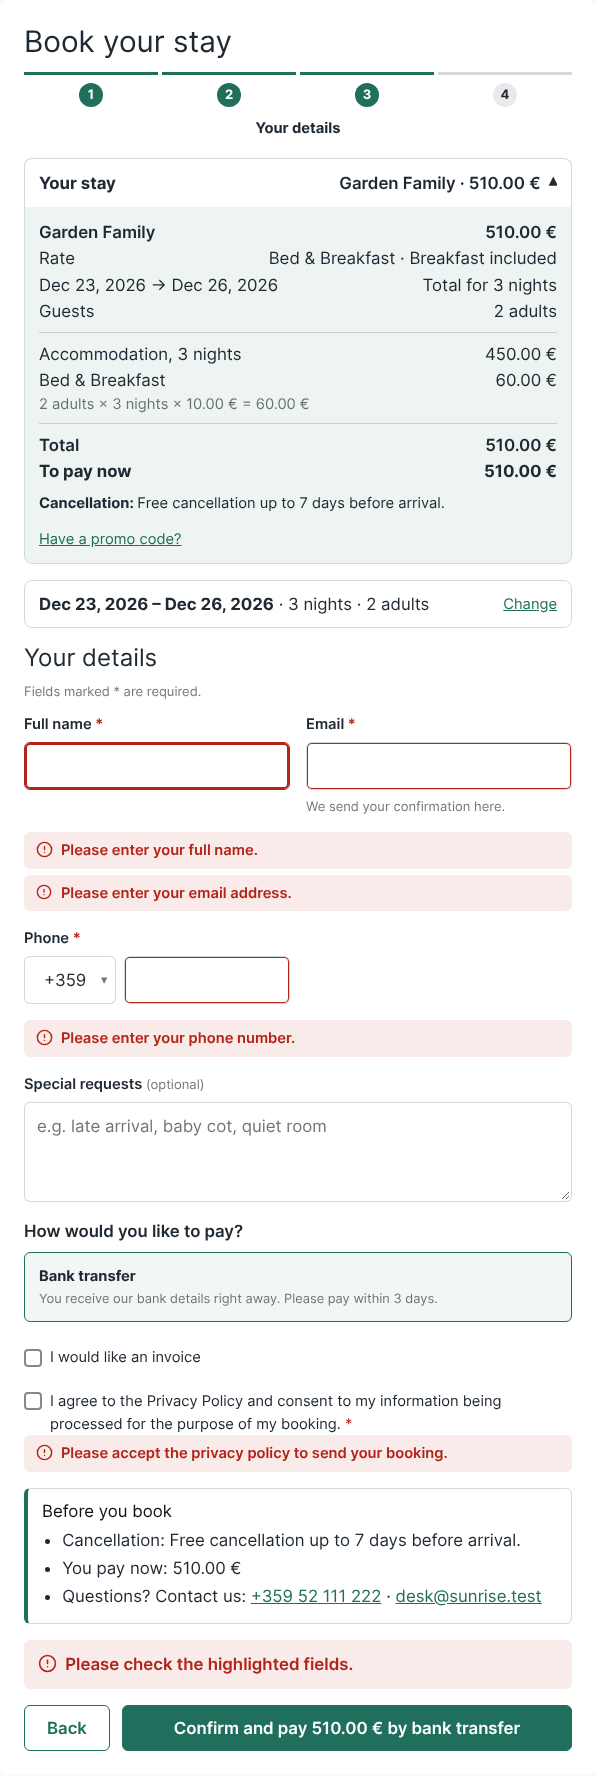 Book your stay
1 2 3 4
Your details
Your stay Garden Family · 510.00 € ▲
Garden Family 510.00 €
Rate Bed & Breakfast · Breakfast included
Dec 23, 2026 → Dec 26, 2026 Total for 3 nights
Guests 2 adults
Accommodation, 3 nights 450.00 €
Bed & Breakfast 60.00 €
2 adults × 3 nights × 10.00 € = 60.00 €
Total 510.00 €
To pay now 510.00 €
Cancellation: Free cancellation up to 7 days before arrival.
Have a promo code?
Dec 23, 2026 – Dec 26, 2026 · 3 nights · 2 adults Change
Your details
Fields marked * are required.
Full name * Email *
We send your confirmation here.
Please enter your full name.
Please enter your email address.
Phone *
+359 ▾
Please enter your phone number.
Special requests (optional)
e.g. late arrival, baby cot, quiet room
How would you like to pay?
Bank transfer
You receive our bank details right away. Please pay within 3 days.
I would like an invoice
I agree to the Privacy Policy and consent to my information being
processed for the purpose of my booking. *
Please accept the privacy policy to send your booking.
Before you book
• Cancellation: Free cancellation up to 7 days before arrival.
• You pay now: 510.00 €
• Questions? Contact us: +359 52 111 222 · desk@sunrise.test
Please check the highlighted fields.
Back Confirm and pay 510.00 € by bank transfer